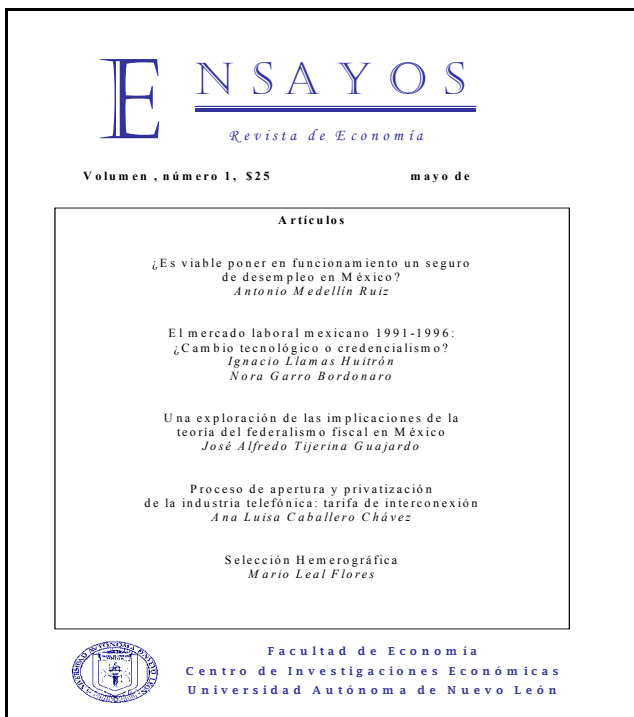 ENSAYOS
Revista de Economía
Volumen , número 1, $25 mayo de
Artículos
¿Es viable poner en funcionamiento un seguro
de desempleo en México?
Antonio Medellín Ruiz
El mercado laboral mexicano 1991-1996:
¿Cambio tecnológico o credencialismo?
Ignacio Llamas Huitrón
Nora Garro Bordonaro
Una exploración de las implicaciones de la
teoría del federalismo fiscal en México
José Alfredo Tijerina Guajardo
Proceso de apertura y privatización
de la industria telefónica: tarifa de interconexión
Ana Luisa Caballero Chávez
Selección Hemerográfica
Mario Leal Flores
Facultad de Economía
Centro de Investigaciones Económicas
Universidad Autónoma de Nuevo León